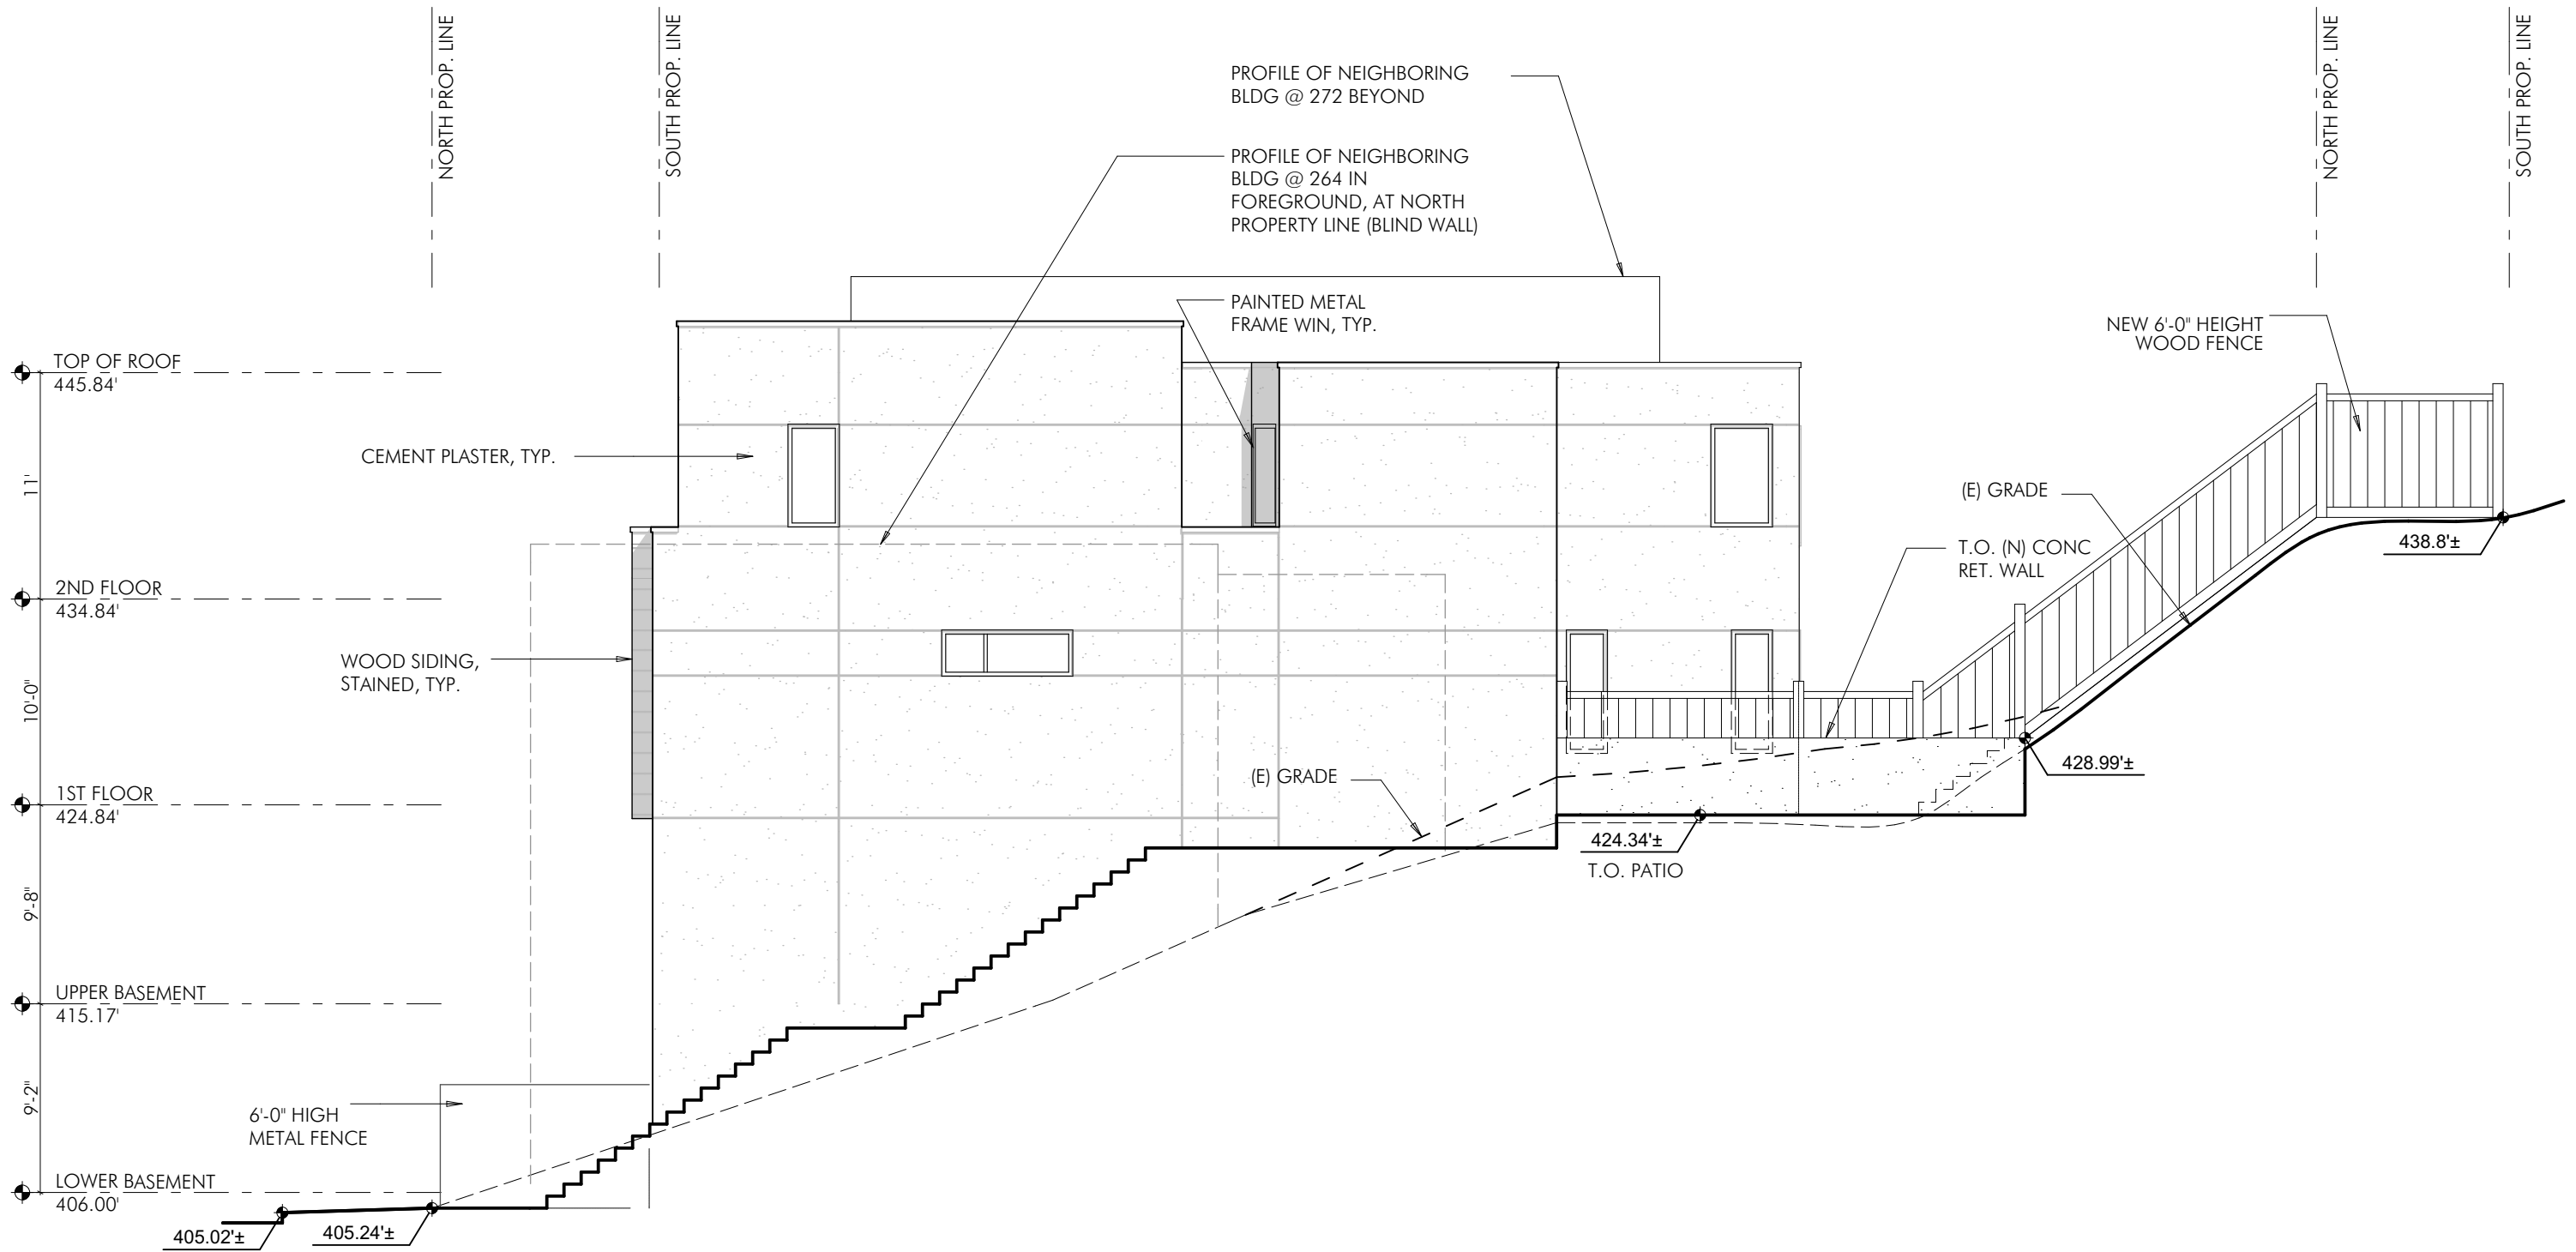 NORTH PROP. LINE
SOUTH PROP. LINE
NORTH PROP. LINE
SOUTH PROP. LINE
PROFILE OF NEIGHBORING
BLDG @ 272 BEYOND
PROFILE OF NEIGHBORING
BLDG @ 264 IN
FOREGROUND, AT NORTH
PROPERTY LINE (BLIND WALL)
PAINTED METAL
FRAME WIN, TYP.
NEW 6'-0" HEIGHT
WOOD FENCE
TOP OF ROOF
445.84'
CEMENT PLASTER, TYP.
11'
(E) GRADE
438.8'±
T.O. (N) CONC
RET. WALL
2ND FLOOR
434.84'
WOOD SIDING,
STAINED, TYP.
10'-0"
(E) GRADE
428.99'±
1ST FLOOR
424.84'
424.34'±
T.O. PATIO
9'-8"
UPPER BASEMENT
415.17'
9'-2"
6'-0" HIGH
METAL FENCE
LOWER BASEMENT
406.00'
405.02'±
405.24'±